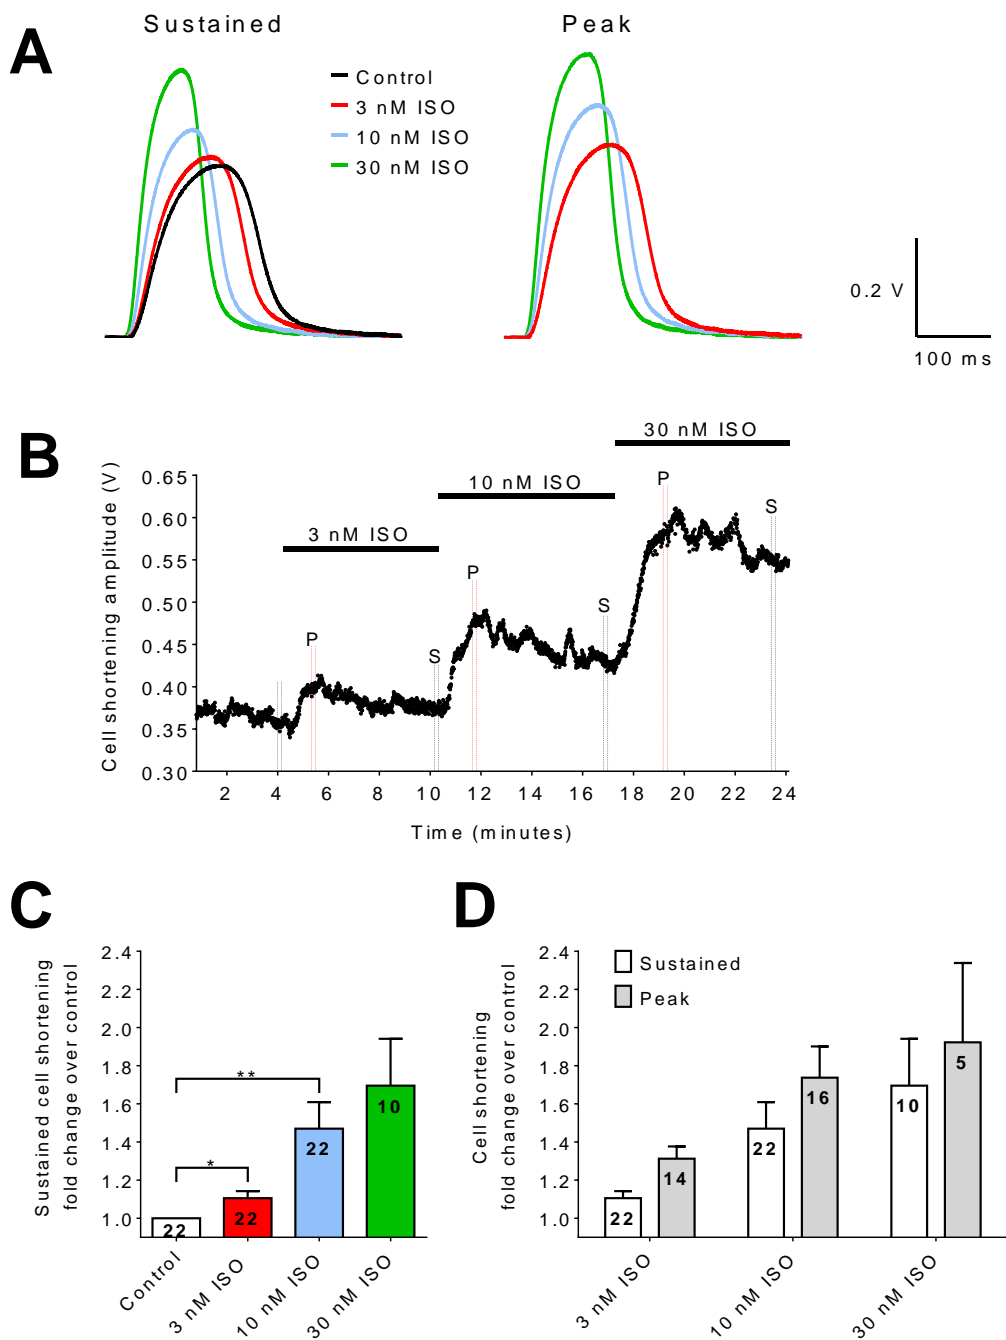 A
Sustained
Peak
Control
3 nM ISO
10 nM ISO
30 nM ISO
0.2 V
100 ms
B
30 nM ISO
10 nM ISO
3 nM ISO
P
S
P
S
P
S
Cell shortening amplitude (V)
0.65
0.60
0.55
0.50
0.45
0.40
0.35
0.30
2 4 6 8 10 12 14 16 18 20 22 24
Time (minutes)
C
Sustained cell shortening
fold change over control
2.4
2.2
2.0
1.8
1.6
1.4
1.2
1.0
*
**
22
22
22
10
Control
3 nM ISO
10 nM ISO
30 nM ISO
D
Cell shortening
fold change over control
2.4
2.2
2.0
1.8
1.6
1.4
1.2
1.0
Sustained
Peak
22
14
22
16
10
5
3 nM ISO
10 nM ISO
30 nM ISO